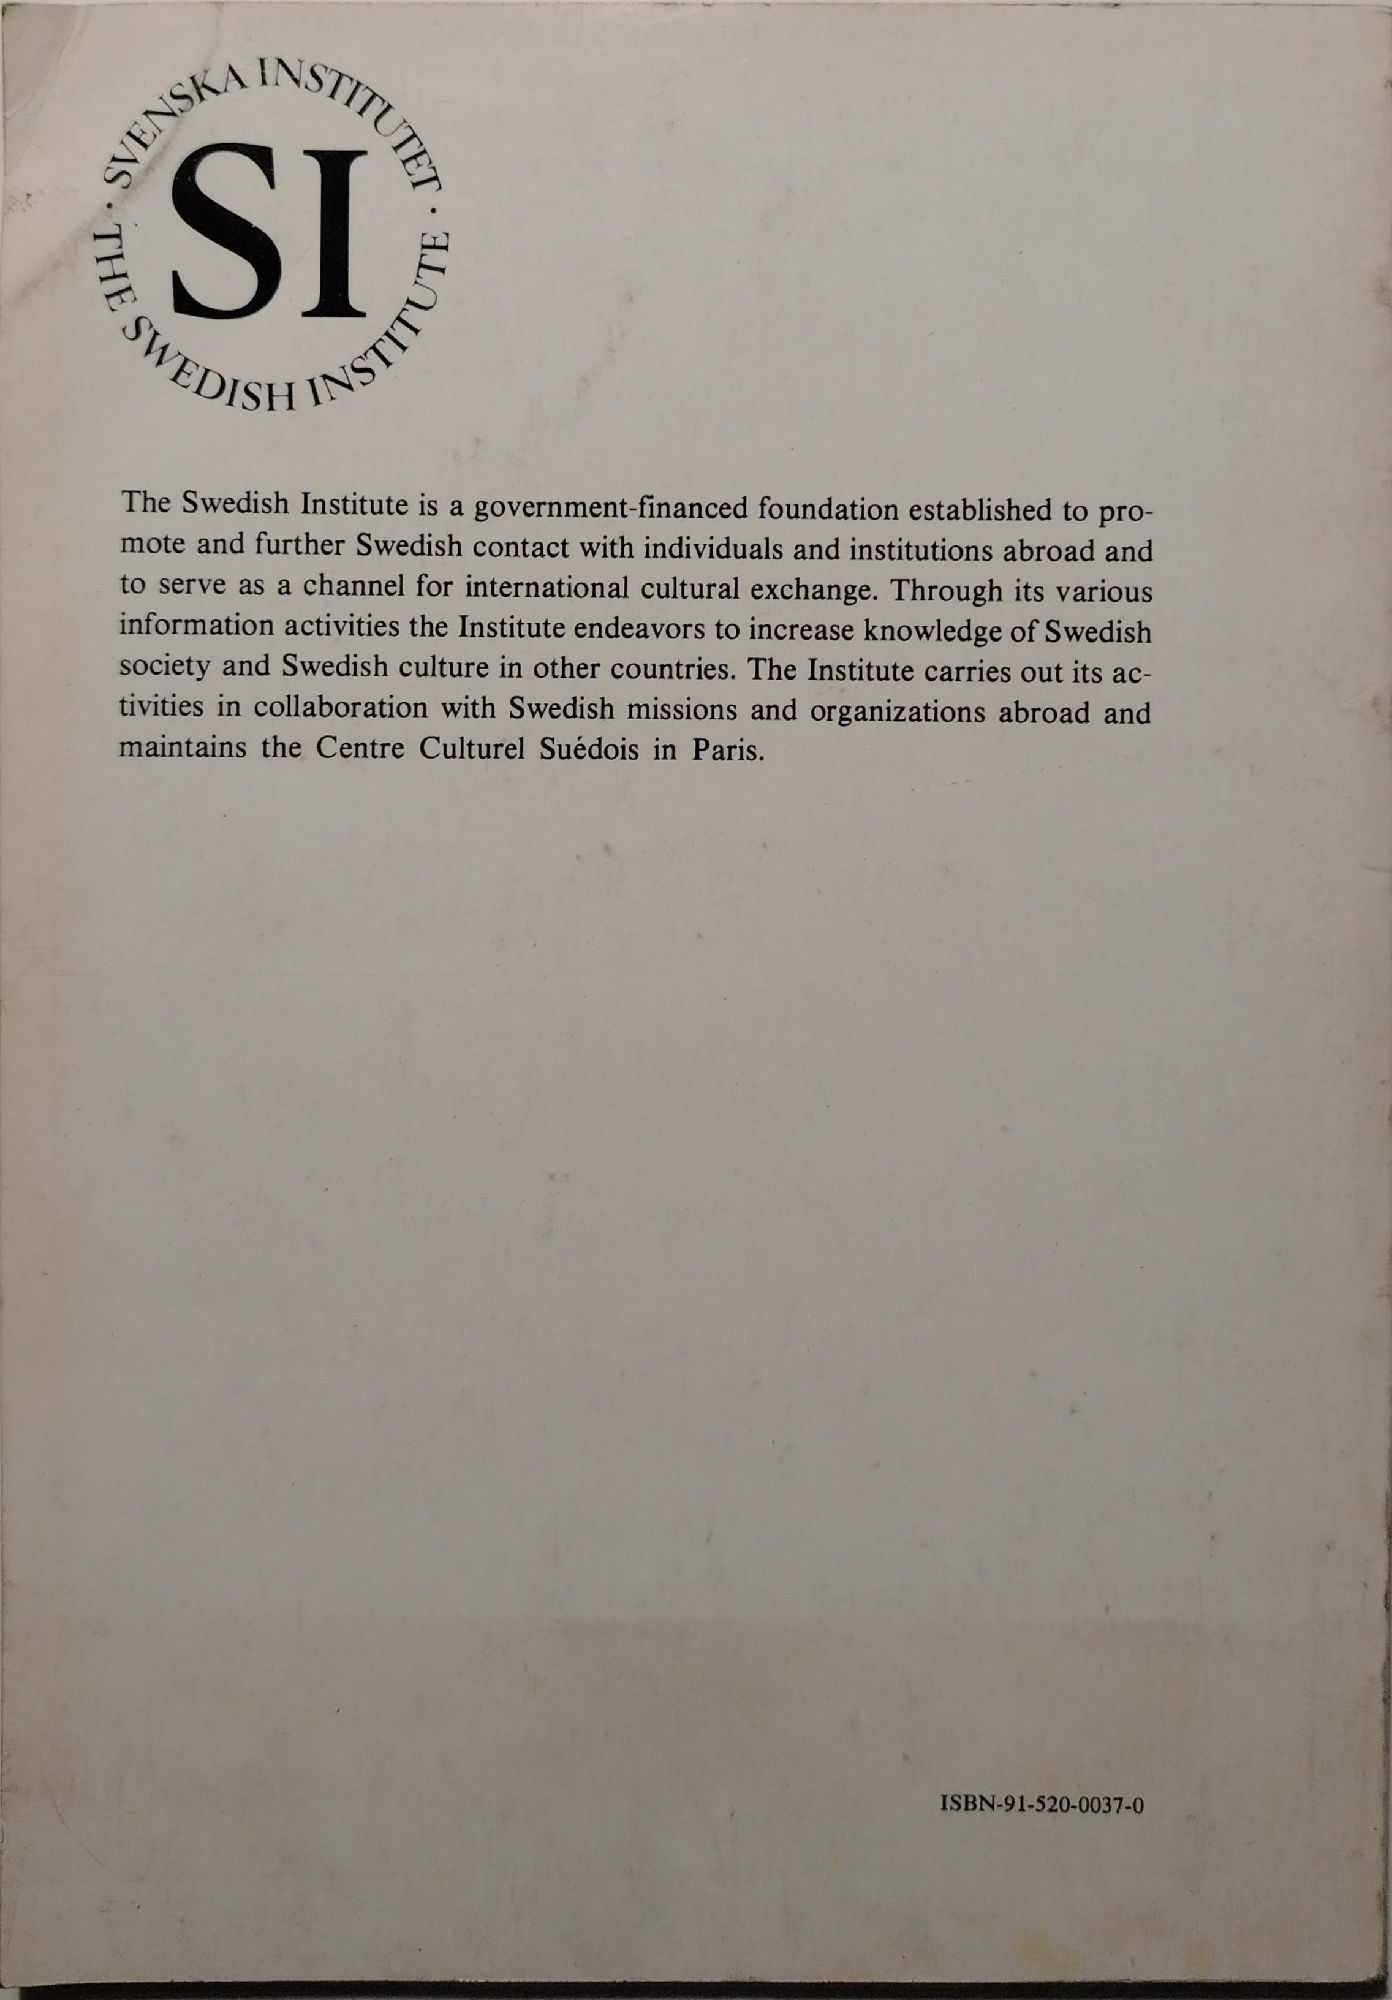 SVENSKA INSTITUTET
SI
THE SWEDISH INSTITUTE
The Swedish Institute is a government-financed foundation established to pro-
mote and further Swedish contact with individuals and institutions abroad and
to serve as a channel for international cultural exchange. Through its various
information activities the Institute endeavors to increase knowledge of Swedish
society and Swedish culture in other countries. The Institute carries out its ac-
tivities in collaboration with Swedish missions and organizations abroad and
maintains the Centre Culturel Suédois in Paris.
ISBN-91-520-0037-0